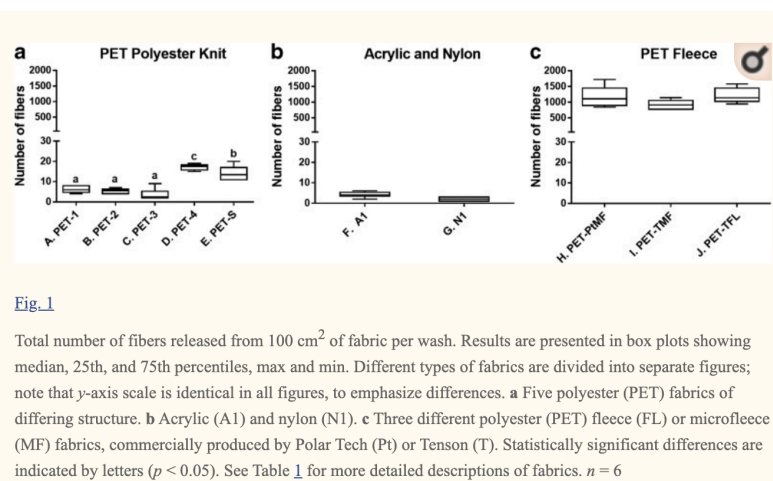 a PET Polyester Knit
b Acrylic and Nylon
c PET Fleece
Number of fibers
2000
1500
1000
500
30
20
10
0
a
a
a
c
b
A. PET-1
B. PET-2
C. PET-3
D. PET-4
E. PET-S
Number of fibers
2000
1500
1000
500
30
20
10
0
F. A1
G. N1
Number of fibers
2000
1500
1000
500
30
20
10
0
H. PET-PtMF
I. PET-TMF
J. PET-TFL
Fig. 1
Total number of fibers released from 100 cm² of fabric per wash. Results are presented in box plots showing
median, 25th, and 75th percentiles, max and min. Different types of fabrics are divided into separate figures;
note that y-axis scale is identical in all figures, to emphasize differences. a Five polyester (PET) fabrics of
differing structure. b Acrylic (A1) and nylon (N1). c Three different polyester (PET) fleece (FL) or microfleece
(MF) fabrics, commercially produced by Polar Tech (Pt) or Tenson (T). Statistically significant differences are
indicated by letters (p < 0.05). See Table 1 for more detailed descriptions of fabrics. n = 6